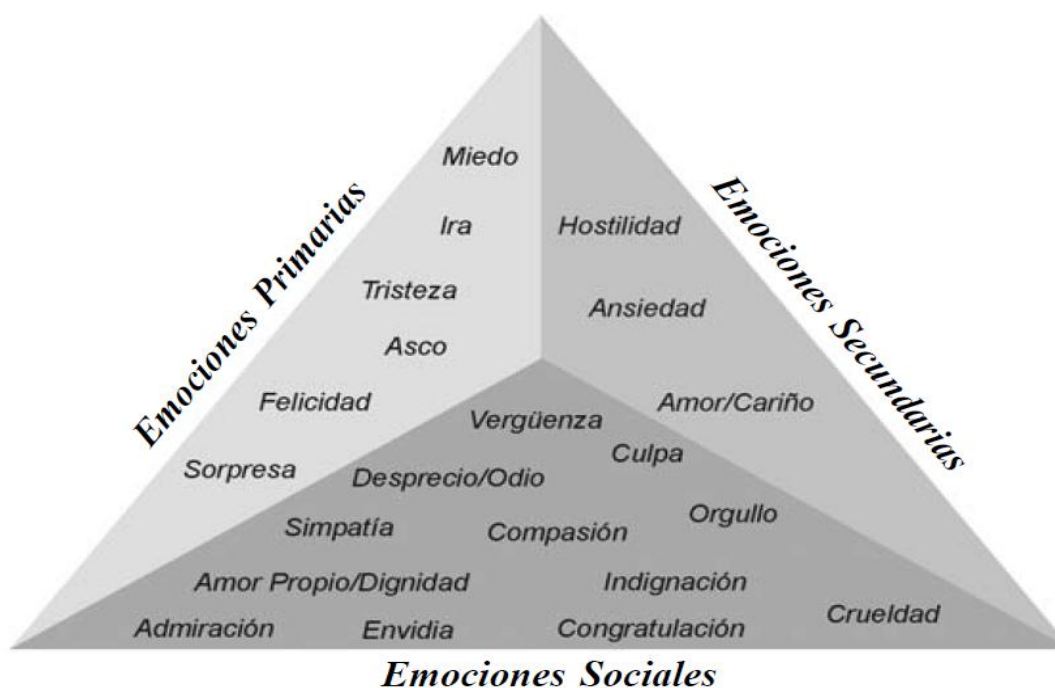 Emociones Primarias
Miedo
Ira
Tristeza
Asco
Felicidad
Sorpresa
Emociones Secundarias
Hostilidad
Ansiedad
Amor/Cariño
Vergüenza
Culpa
Desprecio/Odio
Orgullo
Simpatía
Compasión
Amor Propio/Dignidad
Indignación
Crueldad
Admiración
Envidia
Congratulación
Emociones Sociales